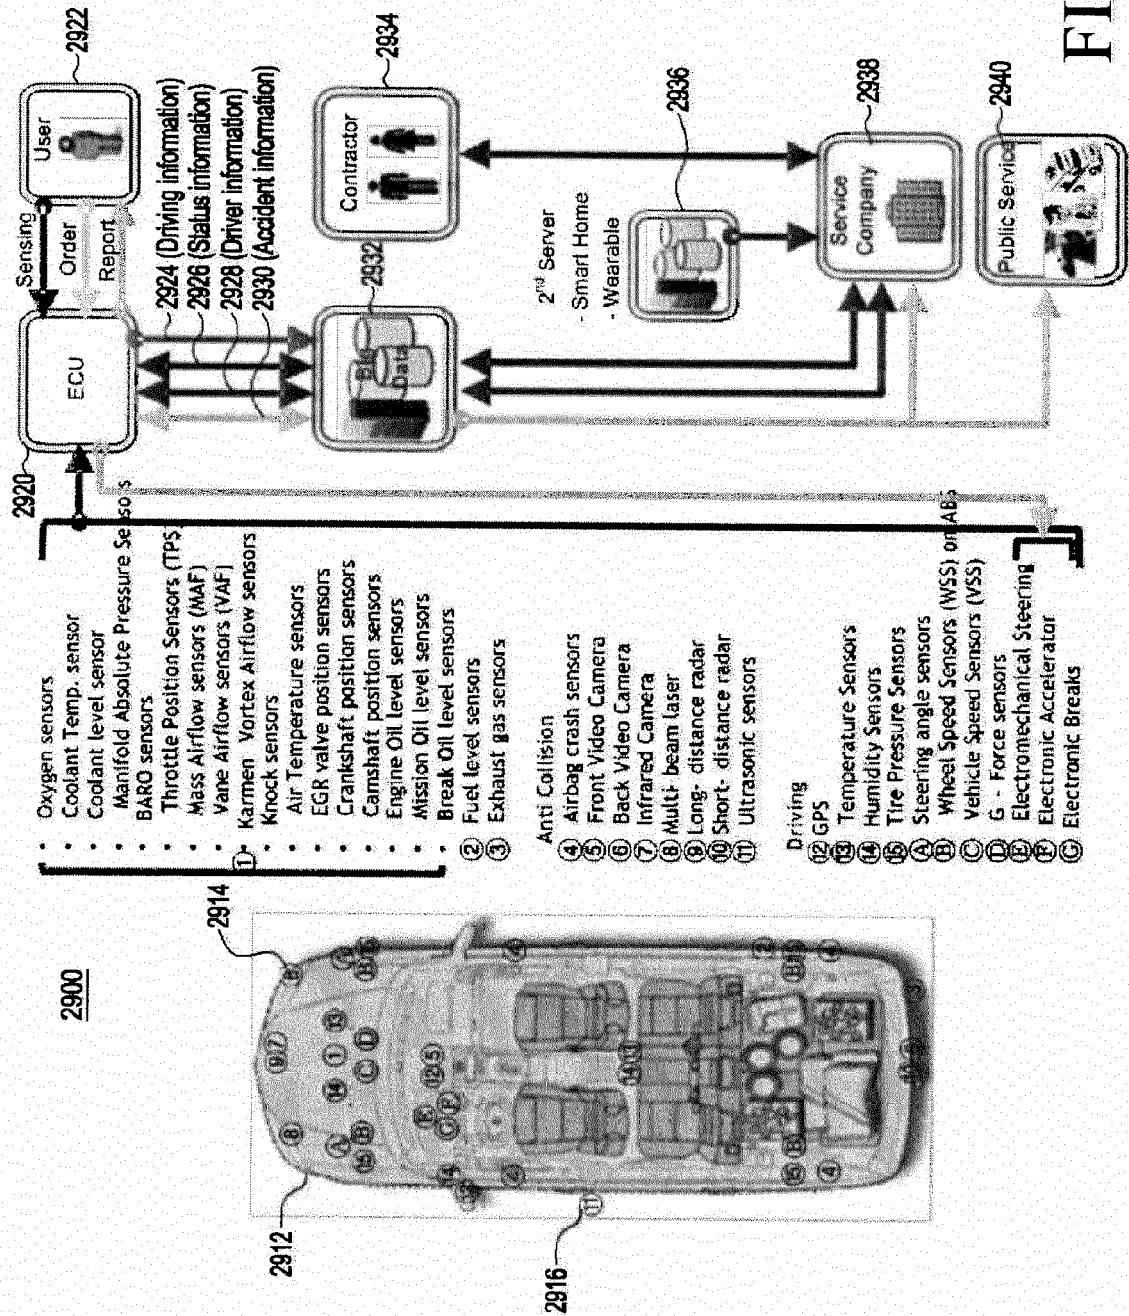 2900
2912
2914
2916
· Oxygen sensors
· Coolant Temp. sensor
· Coolant level sensor
· Manifold Absolute Pressure Sensors
· BARO sensors
· Throttle Position Sensors (TPS)
· Mass Airflow sensors (MAF)
· Vane Airflow sensors (VAF)
① · Karmen Vortex Airflow sensors
· Knock sensors
· Air Temperature sensors
· EGR valve position sensors
· Crankshaft position sensors
· Camshaft position sensors
· Engine Oil level sensors
· Mission Oil level sensors
· Break Oil level sensors
② Fuel level sensors
③ Exhaust gas sensors
Anti Collision
④ Airbag crash sensors
⑤ Front Video Camera
⑥ Back Video Camera
⑦ Infrared Camera
⑧ Multi- beam laser
⑨ Long- distance radar
⑩ Short- distance radar
⑪ Ultrasonic sensors
Driving
⑫ GPS
⑬ Temperature Sensors
⑭ Humidity Sensors
⑮ Tire Pressure Sensors
Ⓐ Steering angle sensors
Ⓑ Wheel Speed Sensors (WSS) on ABS
Ⓒ Vehicle Speed Sensors (VSS)
Ⓓ G - Force sensors
Ⓔ Electromechanical Steering
Ⓕ Electronic Accelerator
Ⓖ Electronic Breaks
2920
ECU
Sensing
Order
Report
User
2922
2924 (Driving information)
2926 (Status information)
2928 (Driver information)
2930 (Accident information)
2932
Big
Data
Contractor
2934
2nd Server
- Smart Home
- Wearable
2936
Service
Company
2938
Public Service
2940
FI